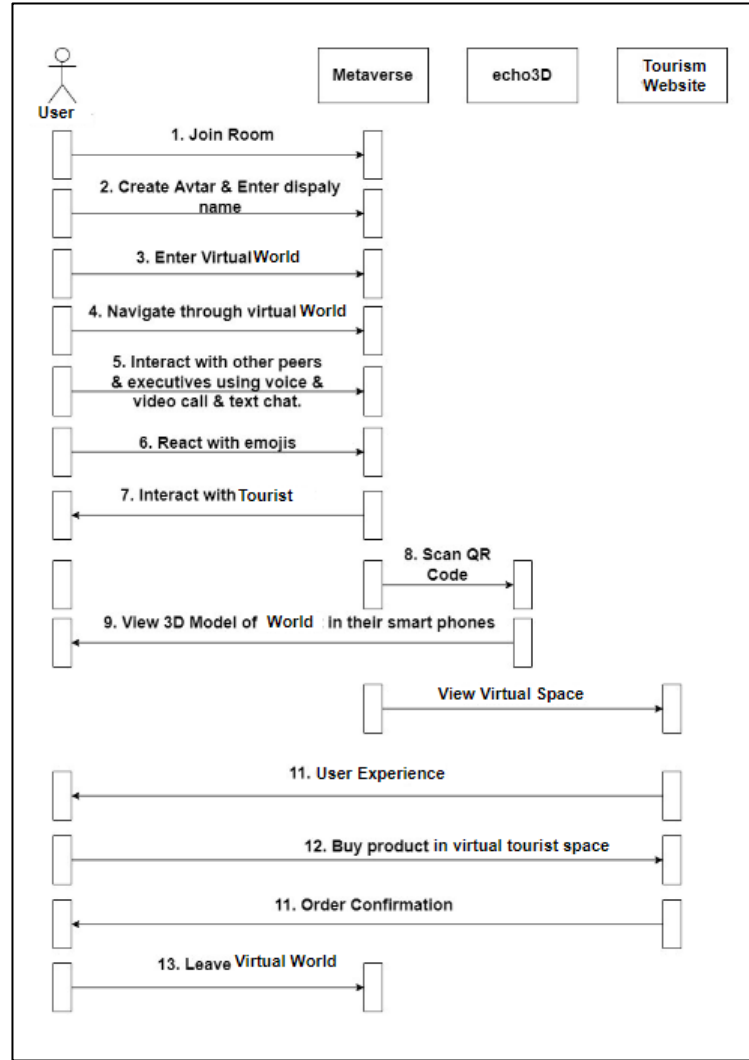 Metaverse
echo3D
Tourism
Website
User
1. Join Room
2. Create Avtar & Enter dispaly
name
3. Enter Virtual World
4. Navigate through virtual World
5. Interact with other peers
& executives using voice &
video call & text chat.
6. React with emojis
7. Interact with Tourist
8. Scan QR
Code
9. View 3D Model of World in their smart phones
View Virtual Space
11. User Experience
12. Buy product in virtual tourist space
11. Order Confirmation
13. Leave Virtual World